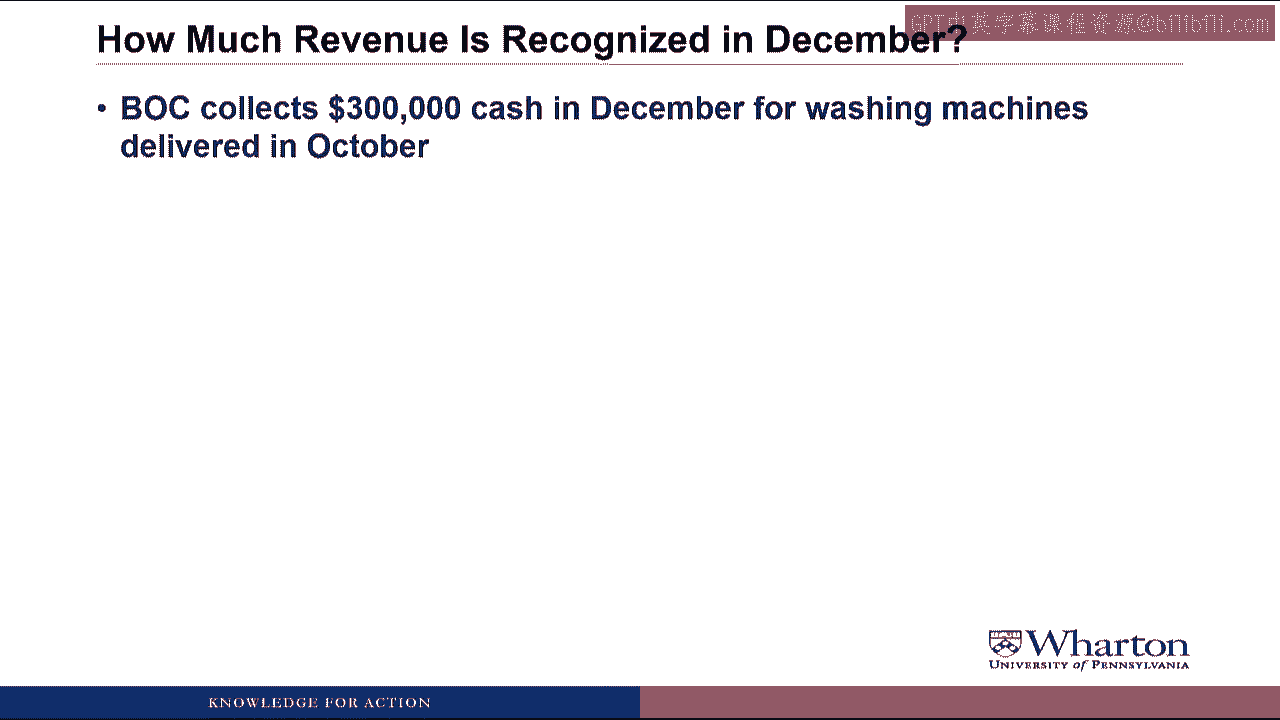 How Much Revenue Is Recognized in December?
GPT中英字幕课程资源@bilibili.com
• BOC collects $300,000 cash in December for washing machines
delivered in October
Wharton
UNIVERSITY of PENNSYLVANIA
KNOWLEDGE FOR ACTION